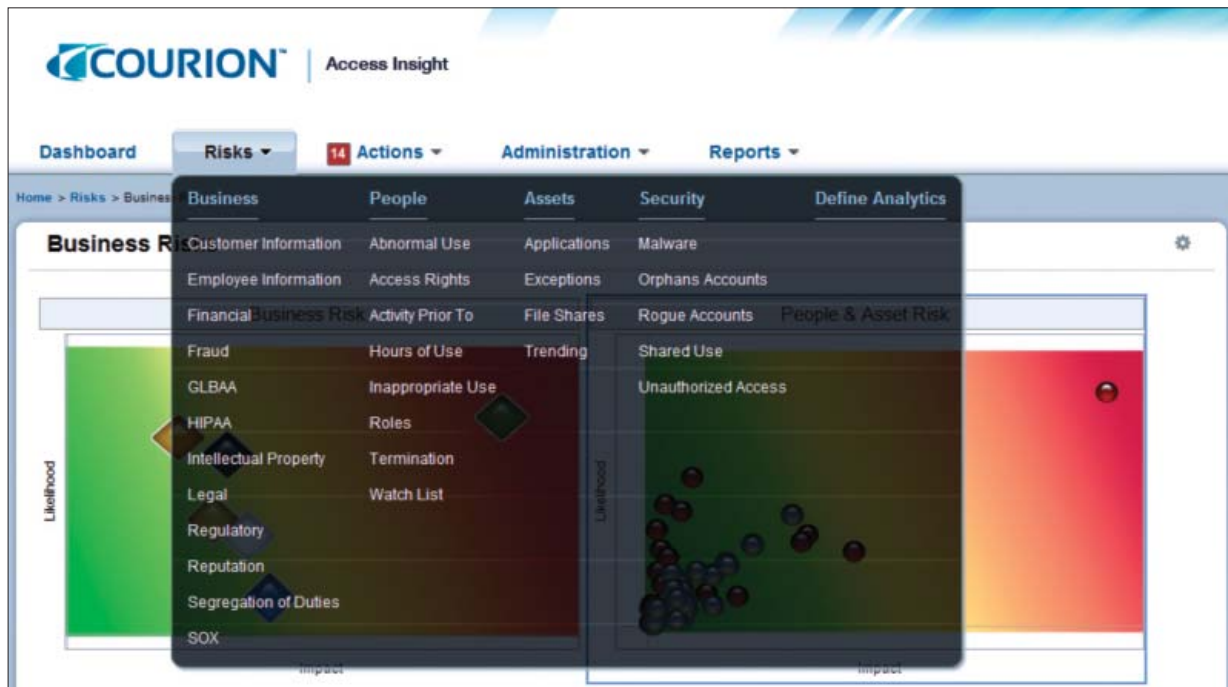 COURION™ Access Insight
Dashboard Risks 14 Actions Administration Reports
Home > Risks > Busines
Business Risks
Business
Customer Information
Employee Information
Financial
Fraud
GLBAA
HIPAA
Intellectual Property
Legal
Regulatory
Reputation
Segregation of Duties
SOX
People
Abnormal Use
Access Rights
Activity Prior To
Hours of Use
Inappropriate Use
Roles
Termination
Watch List
Assets
Applications
Exceptions
File Shares
Trending
Security
Malware
Orphans Accounts
Rogue Accounts
Shared Use
Unauthorized Access
Define Analytics
Business Risk
Likelihood
Impact
People & Asset Risk
Likelihood
Impact